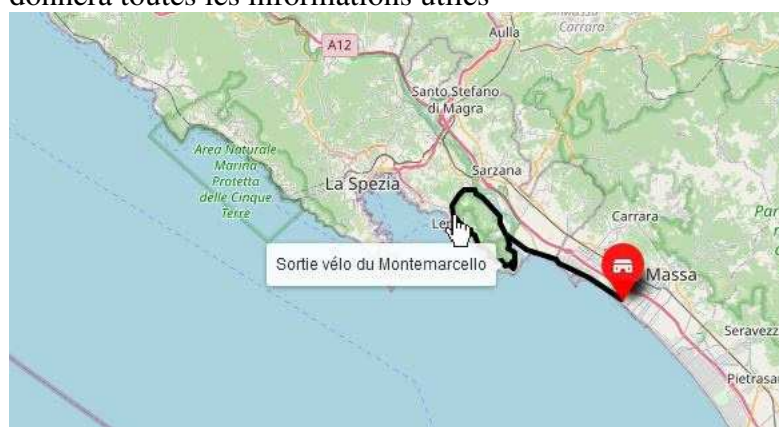 donnera toutes les informations utiles
Carrara
Aulla
A12
Santo Stefano
di Magra
Area Naturale
Marina
Protetta
delle Cinque
Terre
Sarzana
La Spezia
Carrara
Sortie vélo du Montemarcello
Massa
Seravezz
Pietrasa